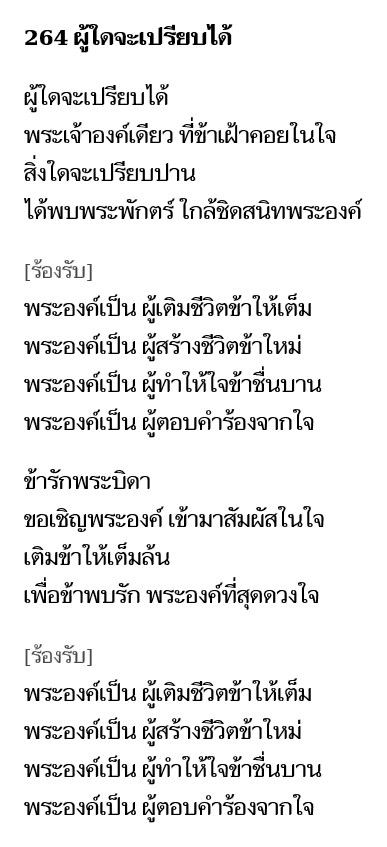 264 ผู้ใดจะเปรียบได้
ผู้ใดจะเปรียบได้
พระเจ้าองค์เดียว ที่ข้าเฝ้าคอยในใจ
สิ่งใดจะเปรียบปาน
ได้พบพระพักตร์ ใกล้ชิดสนิทพระองค์
[ร้องรับ]
พระองค์เป็น ผู้เติมชีวิตข้าให้เต็ม
พระองค์เป็น ผู้สร้างชีวิตข้าใหม่
พระองค์เป็น ผู้ทำให้ใจข้าชื่นบาน
พระองค์เป็น ผู้ตอบคำร้องจากใจ
ข้ารักพระบิดา
ขอเชิญพระองค์ เข้ามาสัมผัสในใจ
เติมข้าให้เต็มล้น
เพื่อข้าพบรัก พระองค์ที่สุดดวงใจ
[ร้องรับ]
พระองค์เป็น ผู้เติมชีวิตข้าให้เต็ม
พระองค์เป็น ผู้สร้างชีวิตข้าใหม่
พระองค์เป็น ผู้ทำให้ใจข้าชื่นบาน
พระองค์เป็น ผู้ตอบคำร้องจากใจ